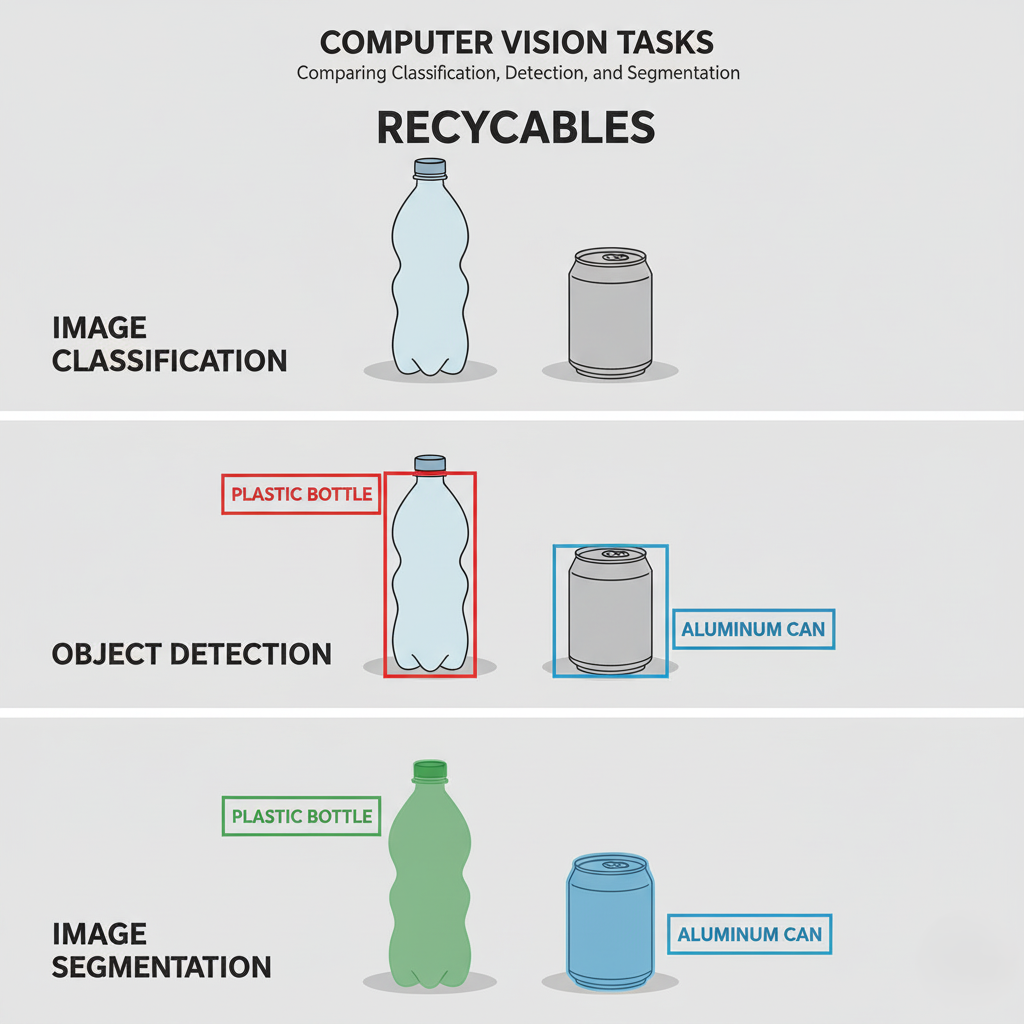 COMPUTER VISION TASKS
Comparing Classification, Detection, and Segmentation
RECYCABLES
IMAGE
CLASSIFICATION
PLASTIC BOTTLE
ALUMINUM CAN
OBJECT DETECTION
PLASTIC BOTTLE
ALUMINUM CAN
IMAGE
SEGMENTATION